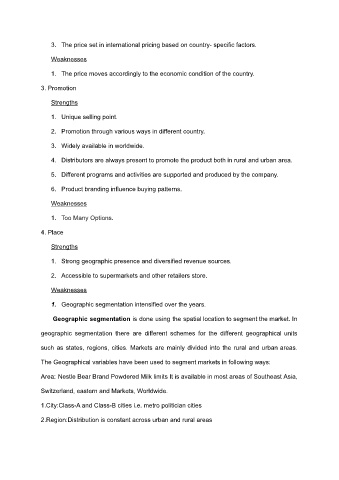 3. The price set in international pricing based on country- specific factors.
Weaknesses
1. The price moves accordingly to the economic condition of the country.
3. Promotion
Strengths
1. Unique selling point.
2. Promotion through various ways in different country.
3. Widely available in worldwide.
4. Distributors are always present to promote the product both in rural and urban area.
5. Different programs and activities are supported and produced by the company.
6. Product branding influence buying patterns.
Weaknesses
1. Too Many Options.
4. Place
Strengths
1. Strong geographic presence and diversified revenue sources.
2. Accessible to supermarkets and other retailers store.
Weaknesses
1. Geographic segmentation intensified over the years.
Geographic segmentation is done using the spatial location to segment the market. In
geographic segmentation there are different schemes for the different geographical units
such as states, regions, cities. Markets are mainly divided into the rural and urban areas.
The Geographical variables have been used to segment markets in following ways:
Area: Nestle Bear Brand Powdered Milk limits It is available in most areas of Southeast Asia,
Switzerland, eastern and Markets, Worldwide.
1.City:Class-A and Class-B cities i.e. metro politician cities
2.Region:Distribution is constant across urban and rural areas